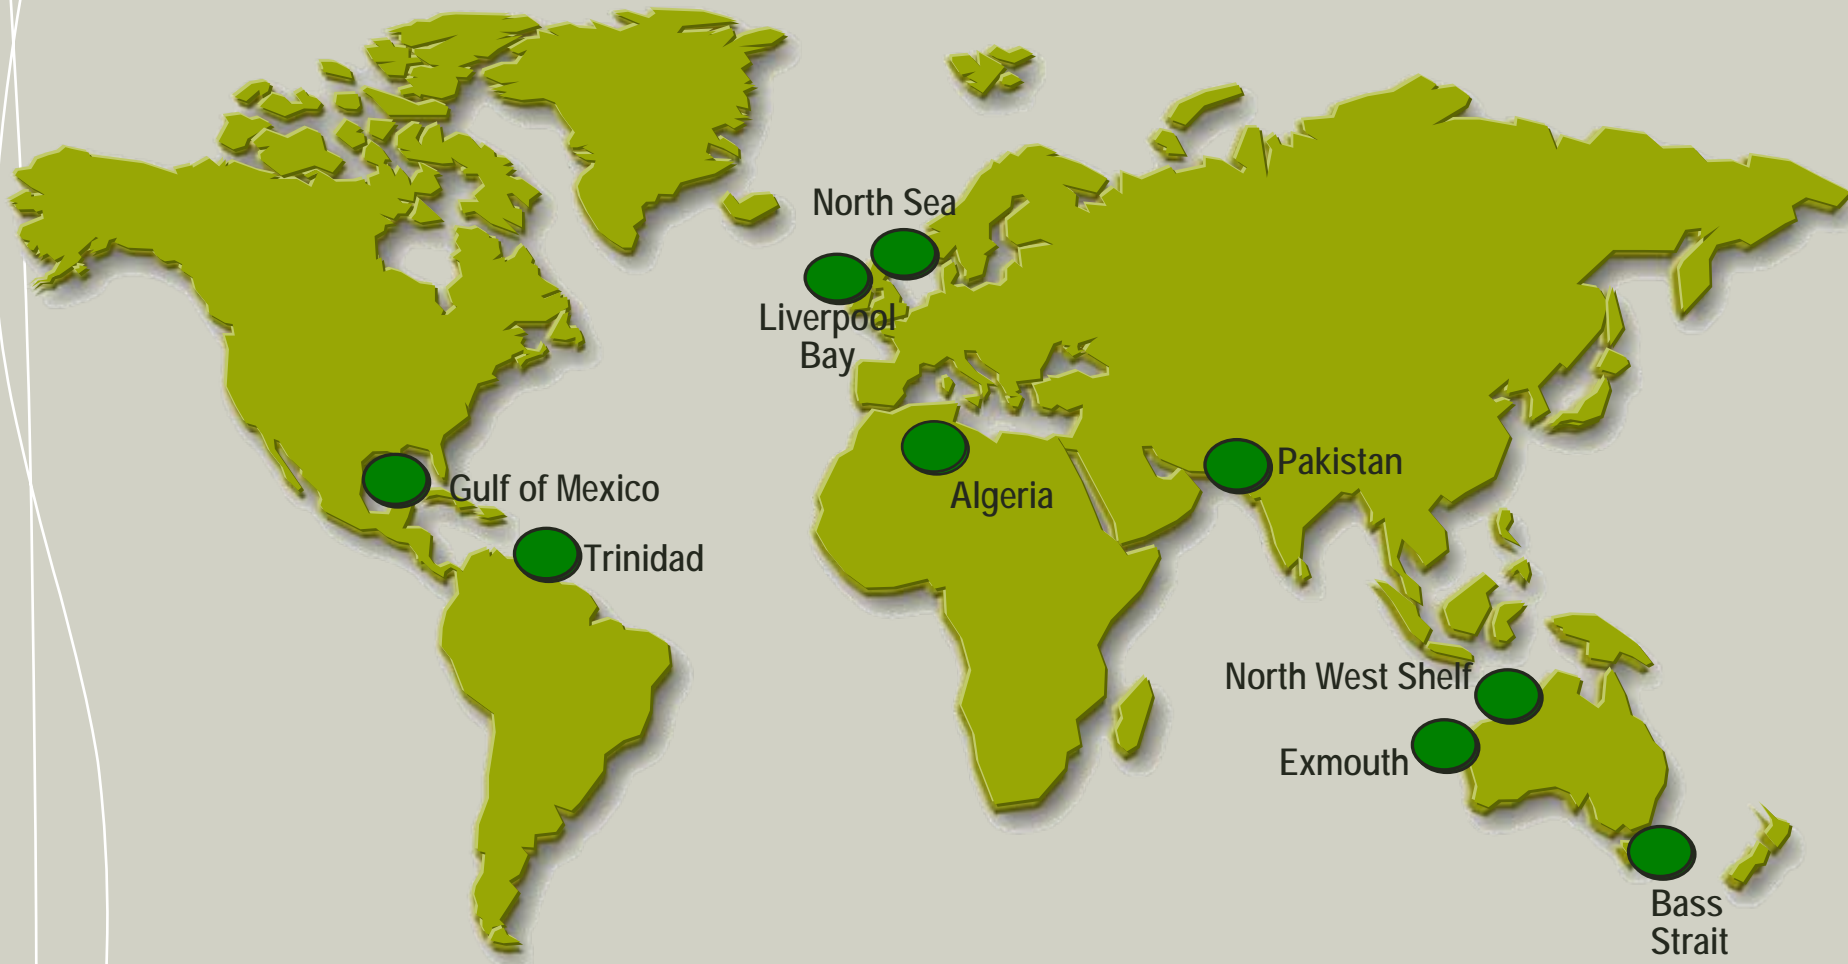 North Sea
Liverpool
Bay
Gulf of Mexico
Pakistan
Algeria
Trinidad
North West Shelf
Exmouth
Bass
Strait